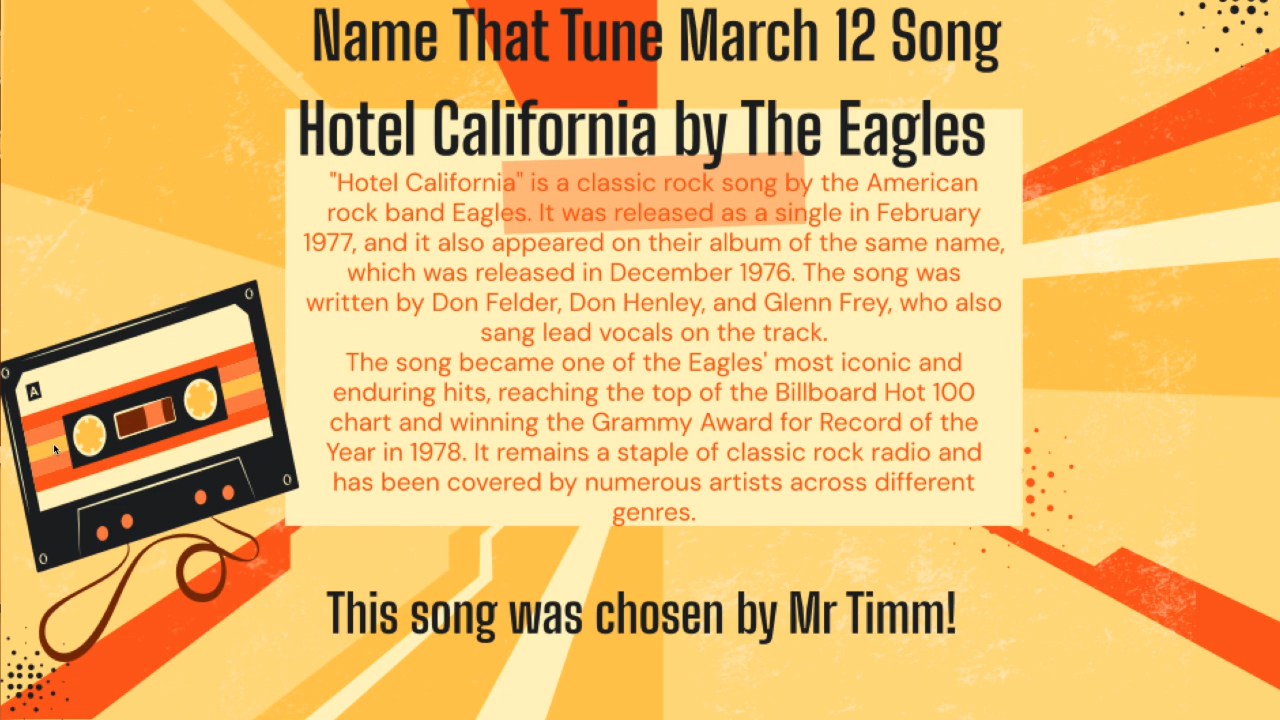 Name That Tune March 12 Song
Hotel California by The Eagles
"Hotel California" is a classic rock song by the American
rock band Eagles. It was released as a single in February
1977, and it also appeared on their album of the same name,
which was released in December 1976. The song was
written by Don Felder, Don Henley, and Glenn Frey, who also
sang lead vocals on the track.
The song became one of the Eagles' most iconic and
enduring hits, reaching the top of the Billboard Hot 100
chart and winning the Grammy Award for Record of the
Year in 1978. It remains a staple of classic rock radio and
has been covered by numerous artists across different
genres.
A
This song was chosen by Mr Timm!